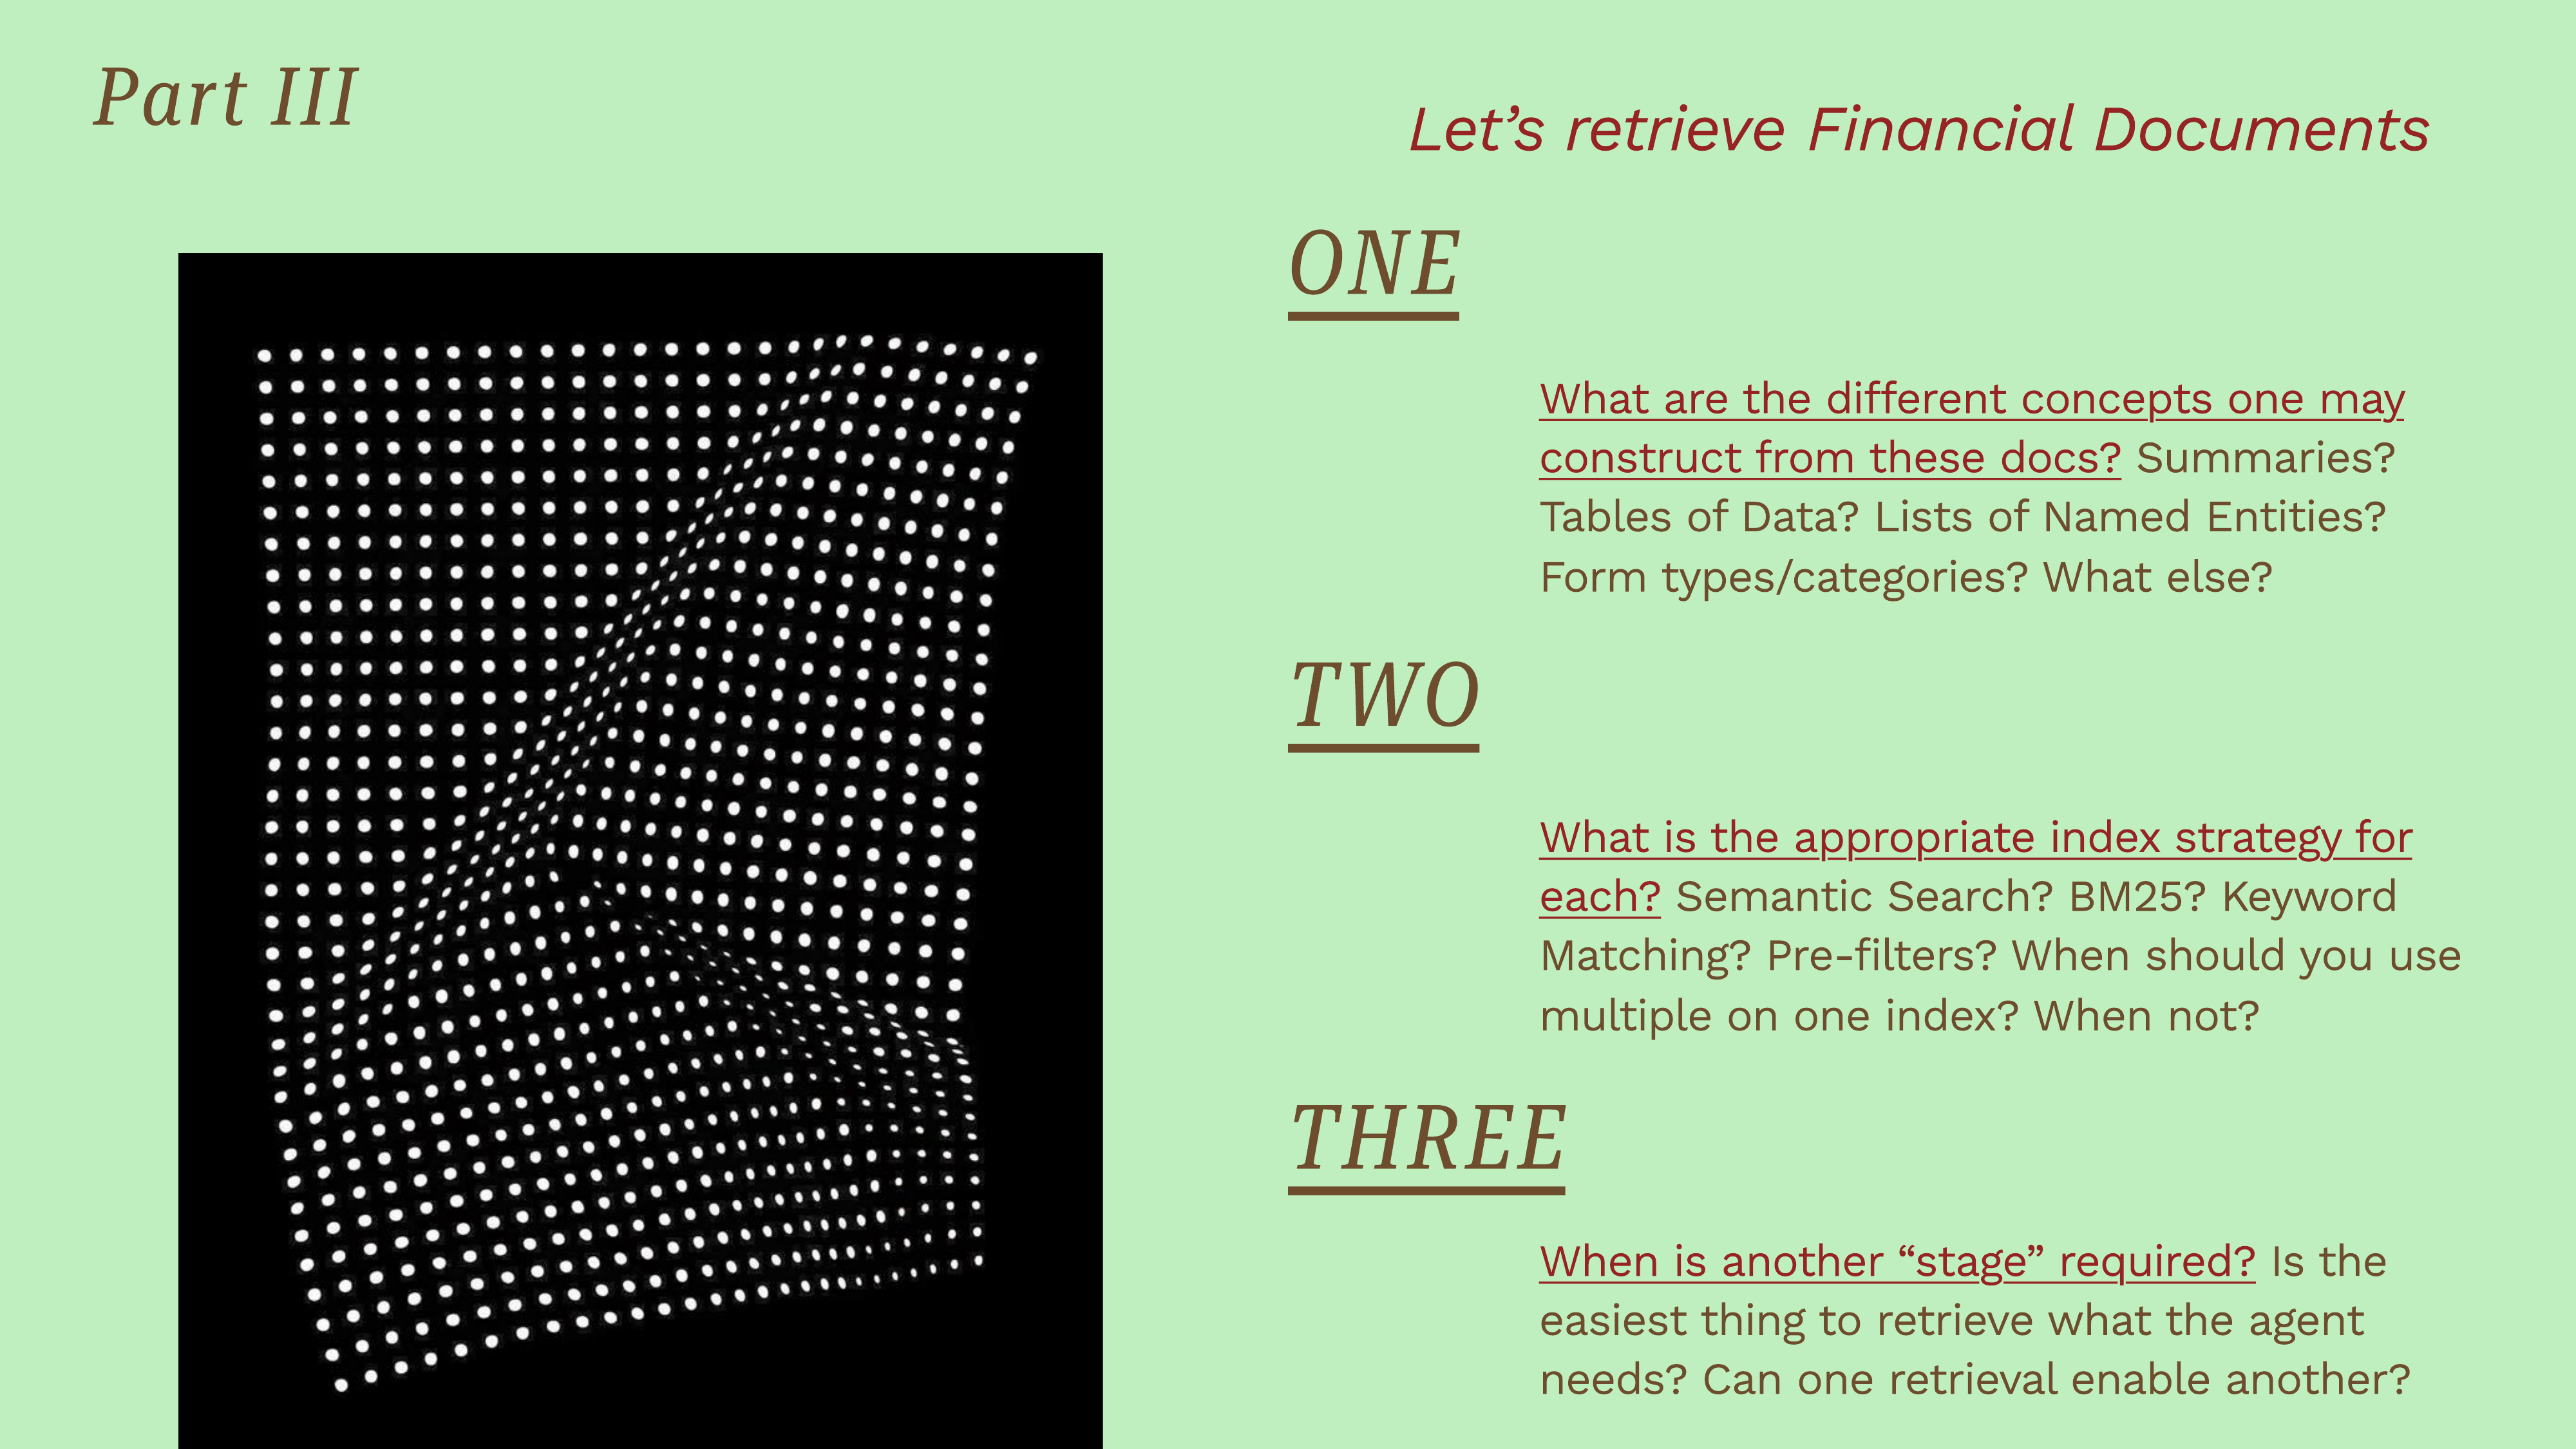 Part III
Let’s retrieve Financial Documents
ONE
What are the different concepts one may
construct from these docs? Summaries?
Tables of Data? Lists of Named Entities?
Form types/categories? What else?
TWO
What is the appropriate index strategy for
each? Semantic Search? BM25? Keyword
Matching? Pre-filters? When should you use
multiple on one index? When not?
THREE
When is another “stage” required? Is the
easiest thing to retrieve what the agent
needs? Can one retrieval enable another?